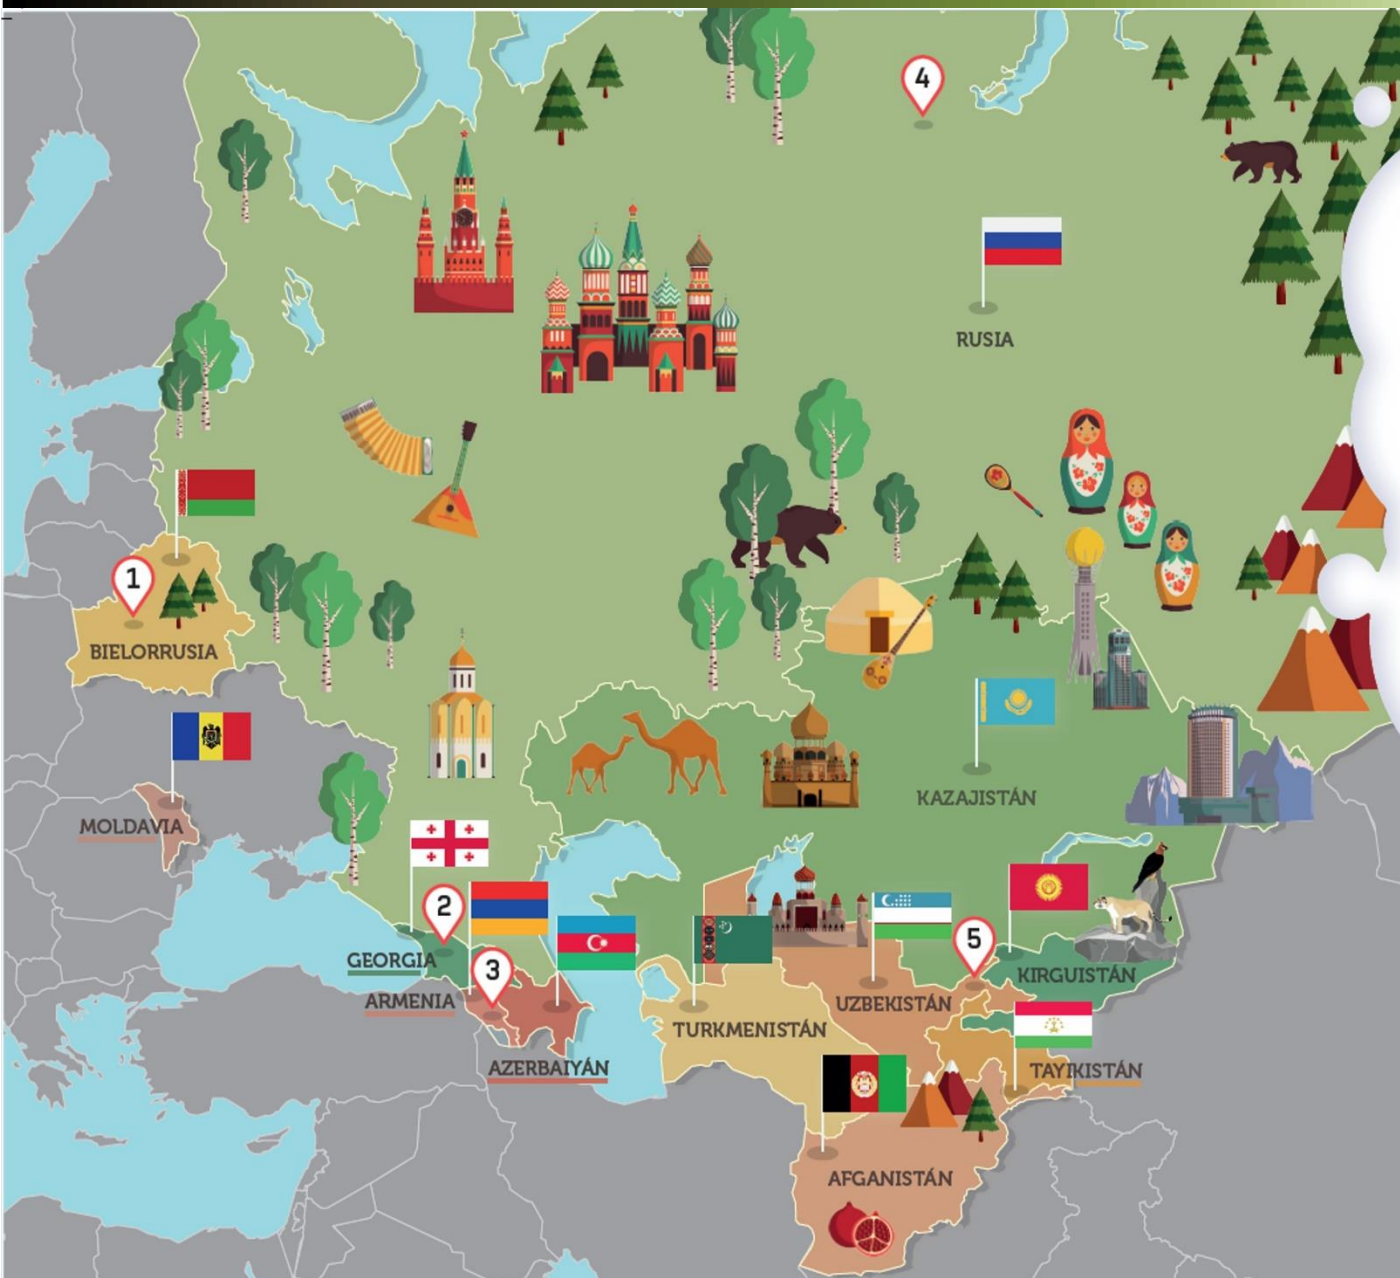 4
RUSIA
1
BIELORRUSIA
MOLDAVIA
KAZAJISTÁN
2
GEORGIA
3
ARMENIA
AZERBAIYÁN
5
KIRGUISTÁN
UZBEKISTÁN
TURKMENISTÁN
TAYIKISTÁN
AFGANISTÁN